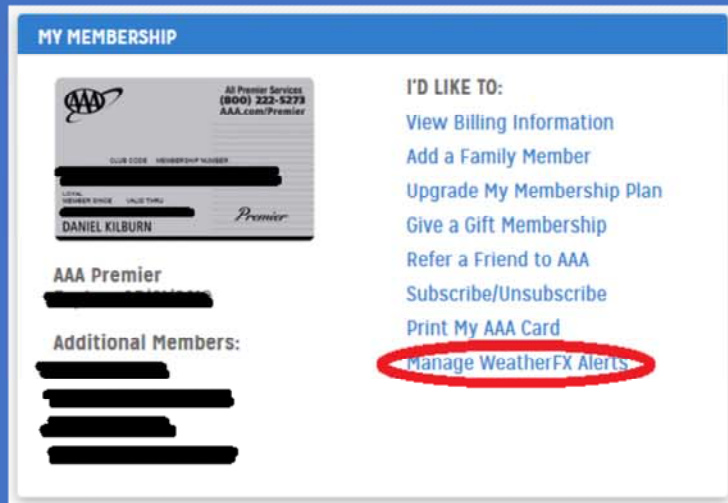 MY MEMBERSHIP
AAA
All Premier Services
(800) 222-5273
AAA.com/Premier
CLUB CODE MEMBERSHIP NUMBER
LOYAL
MEMBER SINCE VALID THRU
DANIEL KILBURN
Premier
AAA Premier
Additional Members:
I'D LIKE TO:
View Billing Information
Add a Family Member
Upgrade My Membership Plan
Give a Gift Membership
Refer a Friend to AAA
Subscribe/Unsubscribe
Print My AAA Card
Manage WeatherFX Alerts